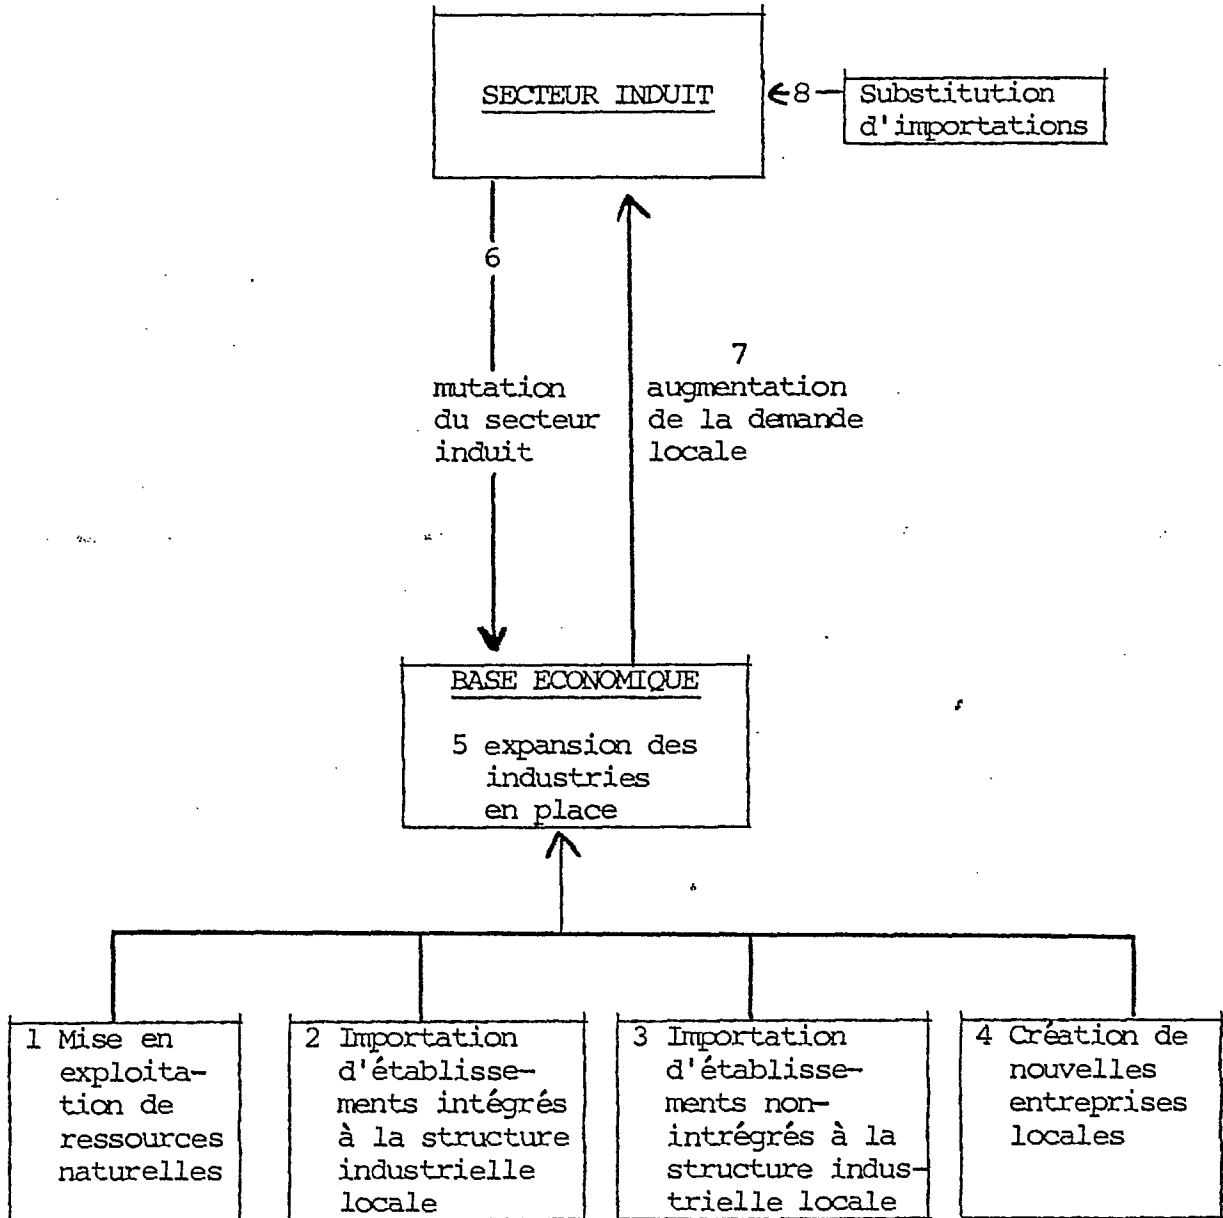 SECTEUR INDUIT
8
Substitution
d'importations
6
mutation
du secteur
induit
7
augmentation
de la demande
locale
BASE ECONOMIQUE
5 expansion des
industries
en place
1 Mise en
exploita-
tion de
ressources
naturelles
2 Importation
d'établisse-
ments intégrés
à la structure
industrielle
locale
3 Importation
d'établisse-
ments non-
intrégrés à la
structure indus-
trielle locale
4 Création de
nouvelles
entreprises
locales